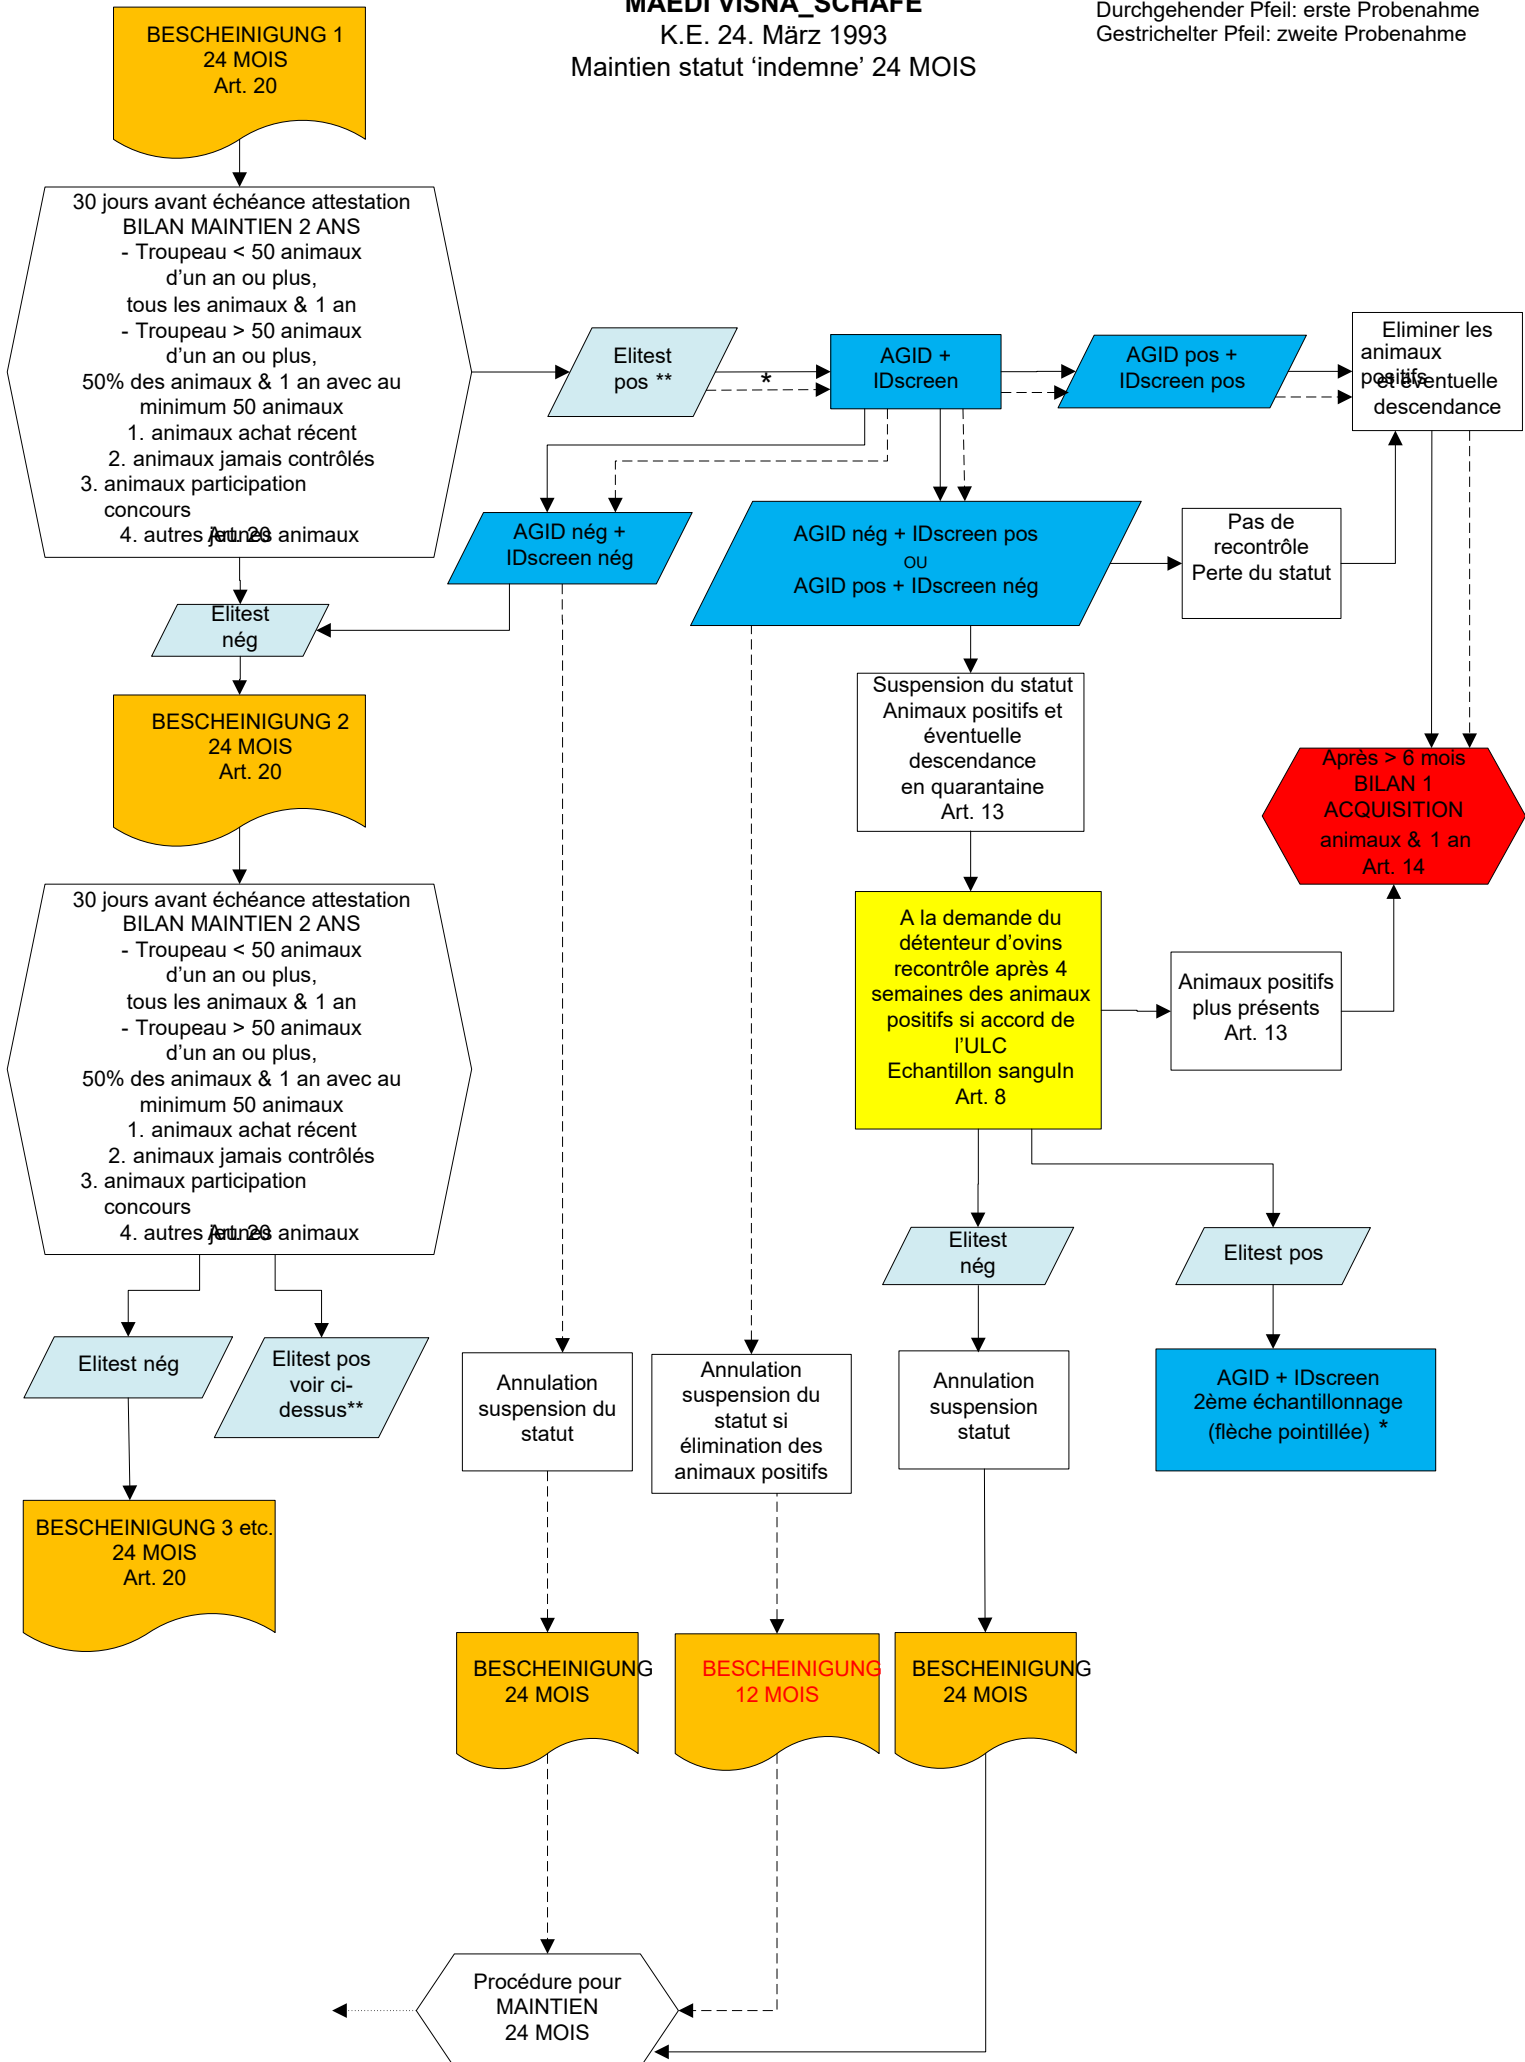 MAEDI VISNA_SCHAFE
K.E. 24. März 1993
Maintien statut ‘indemne’ 24 MOIS
Durchgehender Pfeil: erste Probenahme
Gestrichelter Pfeil: zweite Probenahme
BESCHEINIGUNG 1
24 MOIS
Art. 20
30 jours avant échéance attestation
BILAN MAINTIEN 2 ANS
- Troupeau < 50 animaux
d’un an ou plus,
tous les animaux & 1 an
- Troupeau > 50 animaux
d’un an ou plus,
50% des animaux & 1 an avec au
minimum 50 animaux
1. animaux achat récent
2. animaux jamais contrôlés
3. animaux participation
concours
4. autres jeunes animaux
Art. 20
Elitest
pos **
*
AGID +
IDscreen
AGID pos +
IDscreen pos
Eliminer les
animaux
positifs
et éventuelle
descendance
AGID nég +
IDscreen nég
AGID nég + IDscreen pos
OU
AGID pos + IDscreen nég
Pas de
recontrôle
Perte du statut
Elitest
nég
BESCHEINIGUNG 2
24 MOIS
Art. 20
Suspension du statut
Animaux positifs et
éventuelle
descendance
en quarantaine
Art. 13
Après > 6 mois
BILAN 1
ACQUISITION
animaux & 1 an
Art. 14
30 jours avant échéance attestation
BILAN MAINTIEN 2 ANS
- Troupeau < 50 animaux
d’un an ou plus,
tous les animaux & 1 an
- Troupeau > 50 animaux
d’un an ou plus,
50% des animaux & 1 an avec au
minimum 50 animaux
1. animaux achat récent
2. animaux jamais contrôlés
3. animaux participation
concours
4. autres jeunes animaux
Art. 20
A la demande du
détenteur d’ovins
recontrôle après 4
semaines des animaux
positifs si accord de
l’ULC
Echantillon sanguIn
Art. 8
Animaux positifs
plus présents
Art. 13
Elitest
nég
Elitest pos
Elitest nég
Elitest pos
voir ci-
dessus**
Annulation
suspension du
statut
Annulation
suspension du
statut si
élimination des
animaux positifs
Annulation
suspension
statut
AGID + IDscreen
2ème échantillonnage
(flèche pointillée) *
BESCHEINIGUNG 3 etc.
24 MOIS
Art. 20
BESCHEINIGUNG
24 MOIS
BESCHEINIGUNG
12 MOIS
BESCHEINIGUNG
24 MOIS
Procédure pour
MAINTIEN
24 MOIS